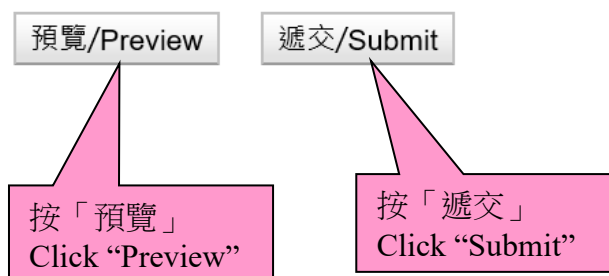 預覽/Preview
遞交/Submit
按「預覽」
Click “Preview”
按「遞交」
Click “Submit”